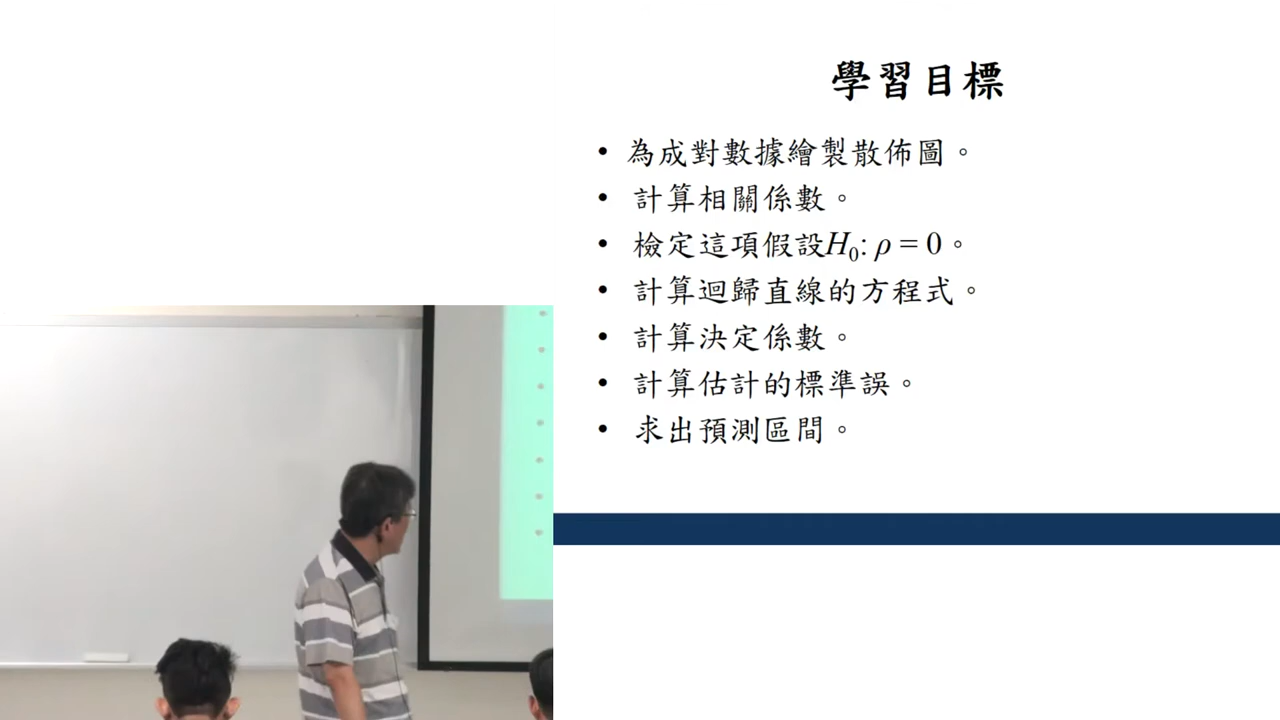 學習目標
• 為成對數據繪製散佈圖。
• 計算相關係數。
• 檢定這項假設H₀: ρ = 0。
• 計算迴歸直線的方程式。
• 計算決定係數。
• 計算估計的標準誤。
• 求出預測區間。